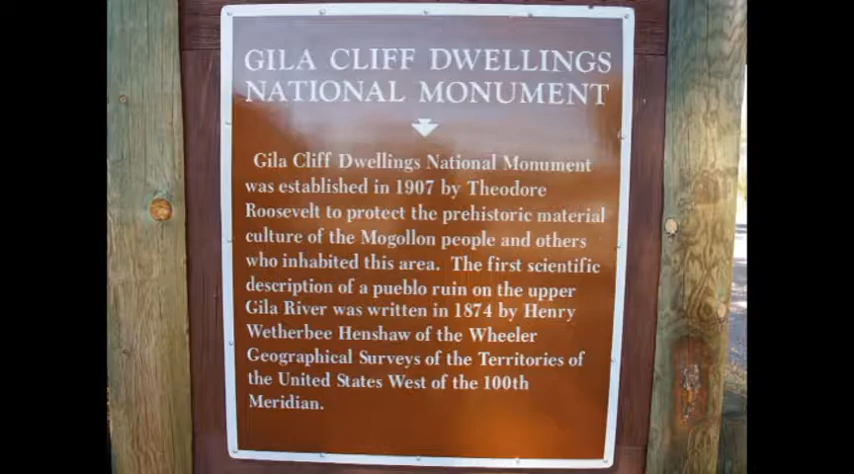 GILA CLIFF DWELLINGS
NATIONAL MONUMENT
Gila Cliff Dwellings National Monument
was established in 1907 by Theodore
Roosevelt to protect the prehistoric material
culture of the Mogollon people and others
who inhabited this area. The first scientific
description of a pueblo ruin on the upper
Gila River was written in 1874 by Henry
Wetherbee Henshaw of the Wheeler
Geographical Surveys of the Territories of
the United States West of the 100th
Meridian.